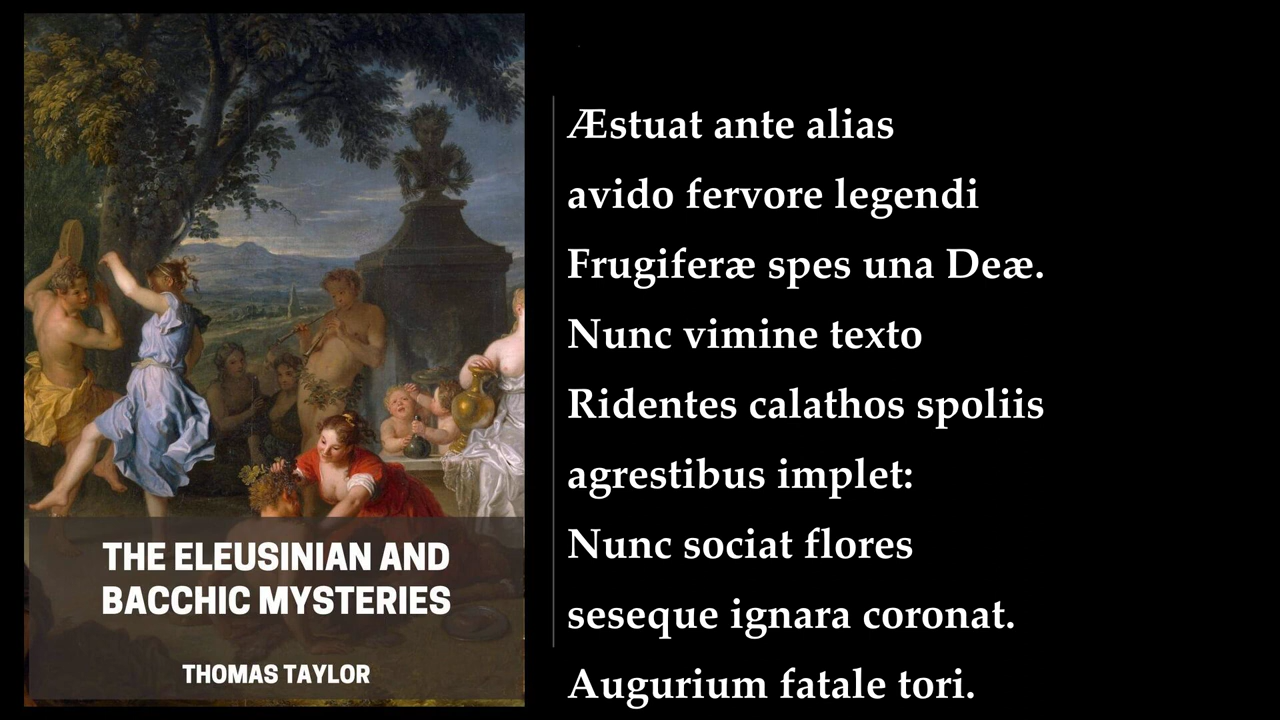 THE ELEUSINIAN AND
BACCHIC MYSTERIES
THOMAS TAYLOR
Æstuat ante alias
avido fervore legendi
Frugiferæ spes una Deæ.
Nunc vimine texto
Ridentes calathos spoliis
agrestibus implet:
Nunc sociat flores
seseque ignara coronat.
Augurium fatale tori.